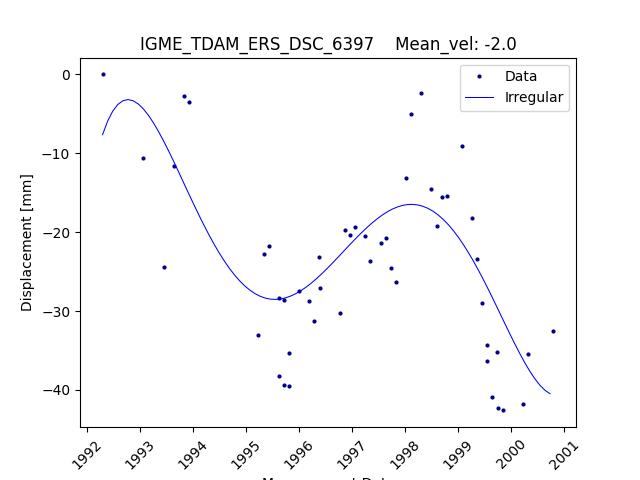 IGME_TDAM_ERS_DSC_6397    Mean_vel: -2.0
Data
Irregular
0
−10
−20
−30
−40
Displacement [mm]
1992 1993 1994 1995 1996 1997 1998 1999 2000 2001